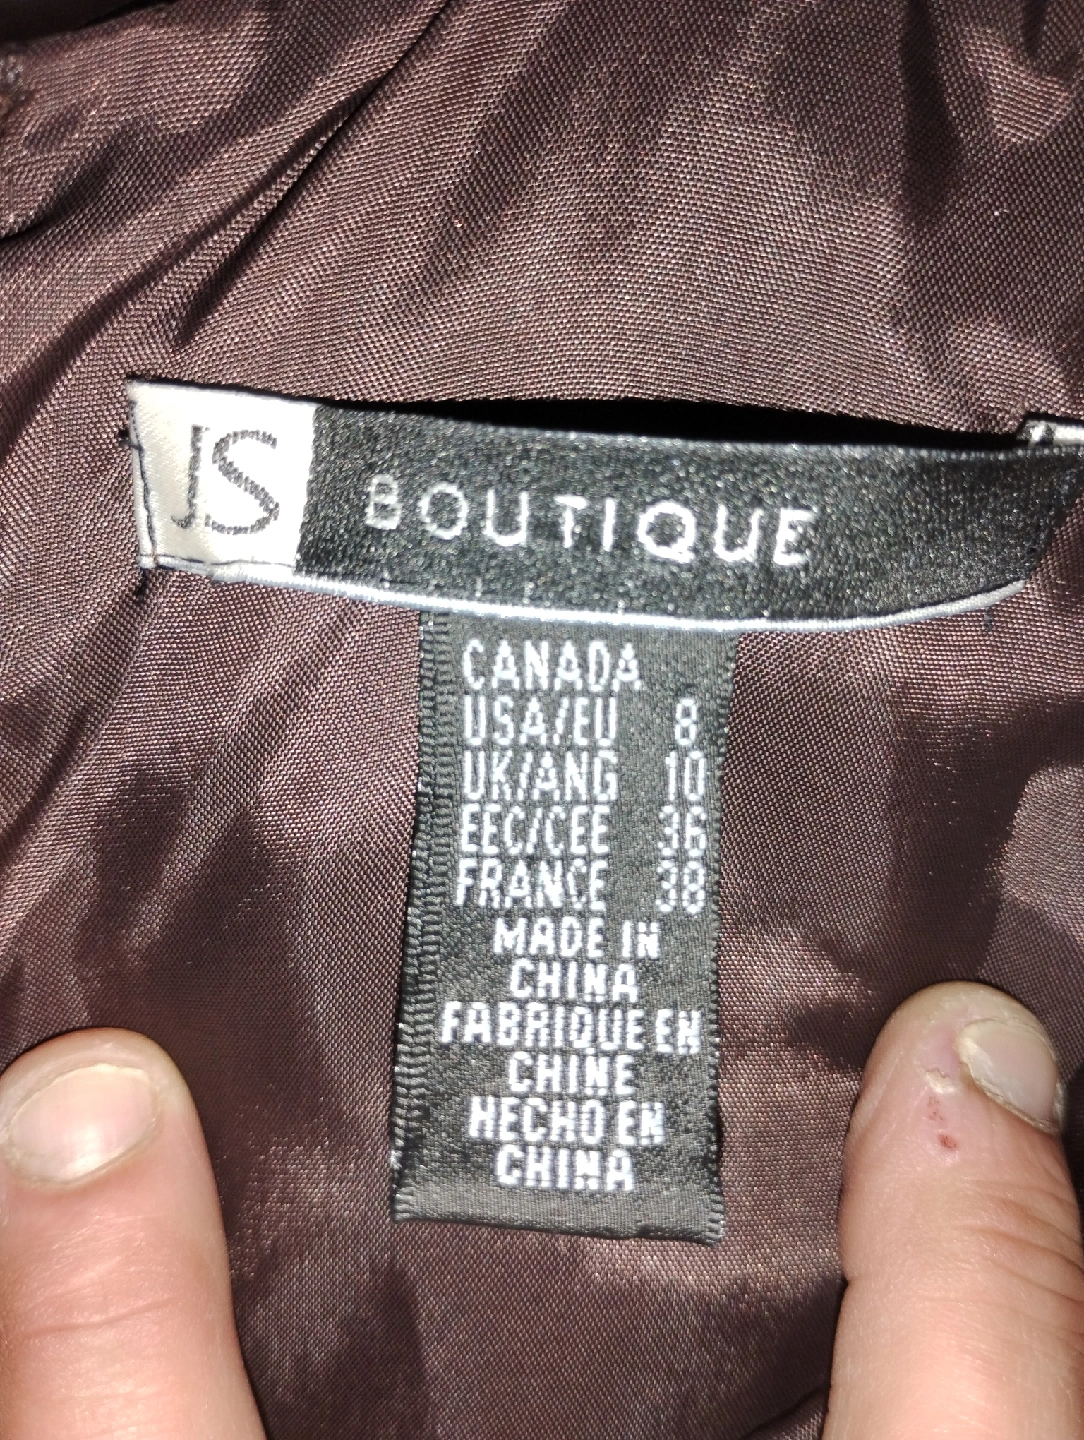 JS BOUTIQUE
CANADA
USA/EU 8
UK/ANG 10
EEC/CEE 36
FRANCE 38
MADE IN
CHINA
FABRIQUE EN
CHINE
HECHO EN
CHINA